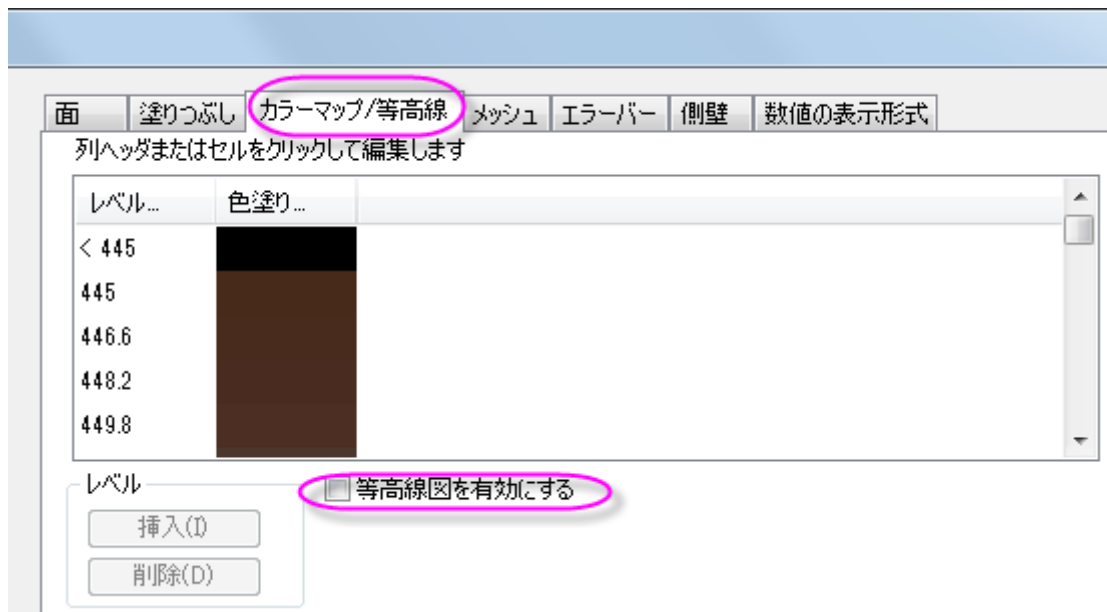 面 塗りつぶし カラーマップ/等高線 メッシュ エラーバー 側壁 数値の表示形式
列ヘッダまたはセルをクリックして編集します
レベル... 色塗り...
< 445
445
446.6
448.2
449.8
レベル
等高線図を有効にする
挿入(I)
削除(D)